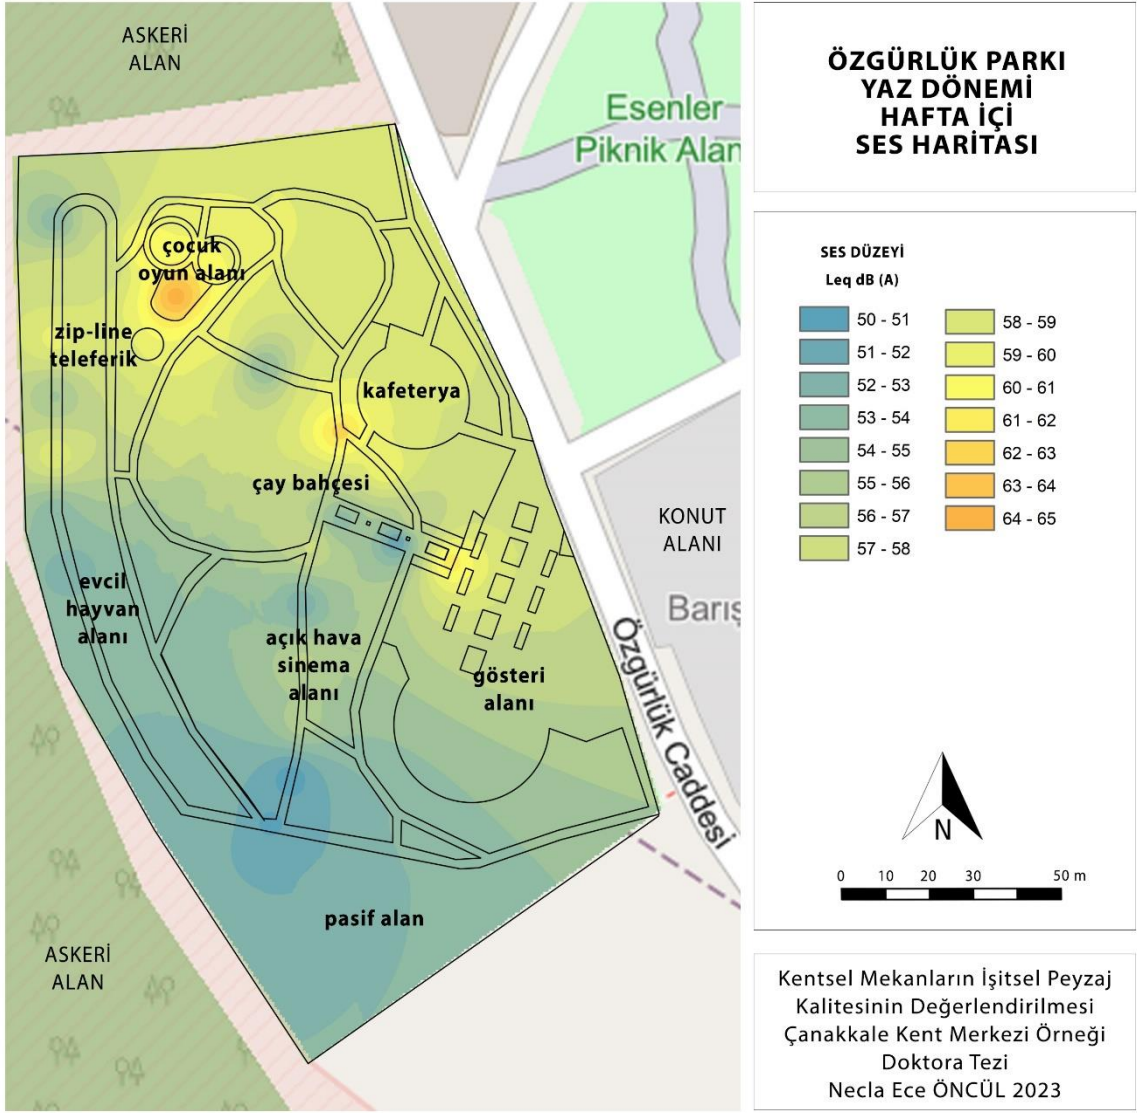 ASKERİ
ALAN
Esenler
Piknik Alan
çocuk
oyun alanı
zip-line
teleferik
kafeterya
çay bahçesi
KONUT
ALANI
Barış
evcil
hayvan
alanı
açık hava
sinema
alanı
gösteri
alanı
Özgürlük Caddesi
pasif alan
ASKERİ
ALAN
ÖZGÜRLÜK PARKI
YAZ DÖNEMİ
HAFTA İÇİ
SES HARİTASI
SES DÜZEYİ
Leq dB (A)
50 - 51
51 - 52
52 - 53
53 - 54
54 - 55
55 - 56
56 - 57
57 - 58
58 - 59
59 - 60
60 - 61
61 - 62
62 - 63
63 - 64
64 - 65
N
0 10 20 30 50 m
Kentsel Mekanların İşitsel Peyzaj
Kalitesinin Değerlendirilmesi
Çanakkale Kent Merkezi Örneği
Doktora Tezi
Necla Ece ÖNCÜL 2023